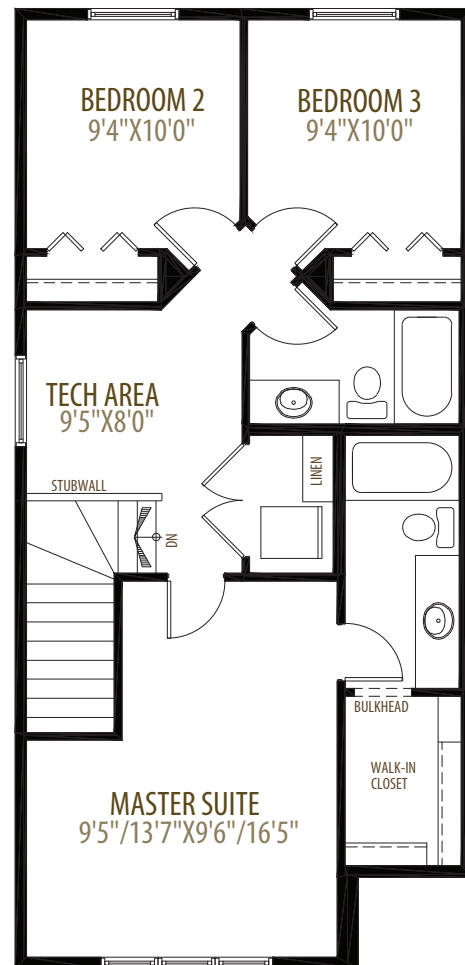 BEDROOM 2
9'4"X10'0"
BEDROOM 3
9'4"X10'0"
TECH AREA
9'5"X8'0"
LINEN
STUBWALL
DN
BULKHEAD
WALK-IN
CLOSET
MASTER SUITE
9'5"/13'7"X9'6"/16'5"